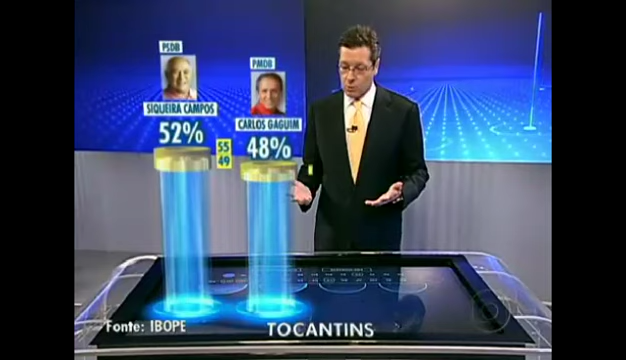 PSDB
SIQUEIRA CAMPOS
52%
PMDB
CARLOS GAGUIM
48%
55
49
Fonte: IBOPE
TOCANTINS